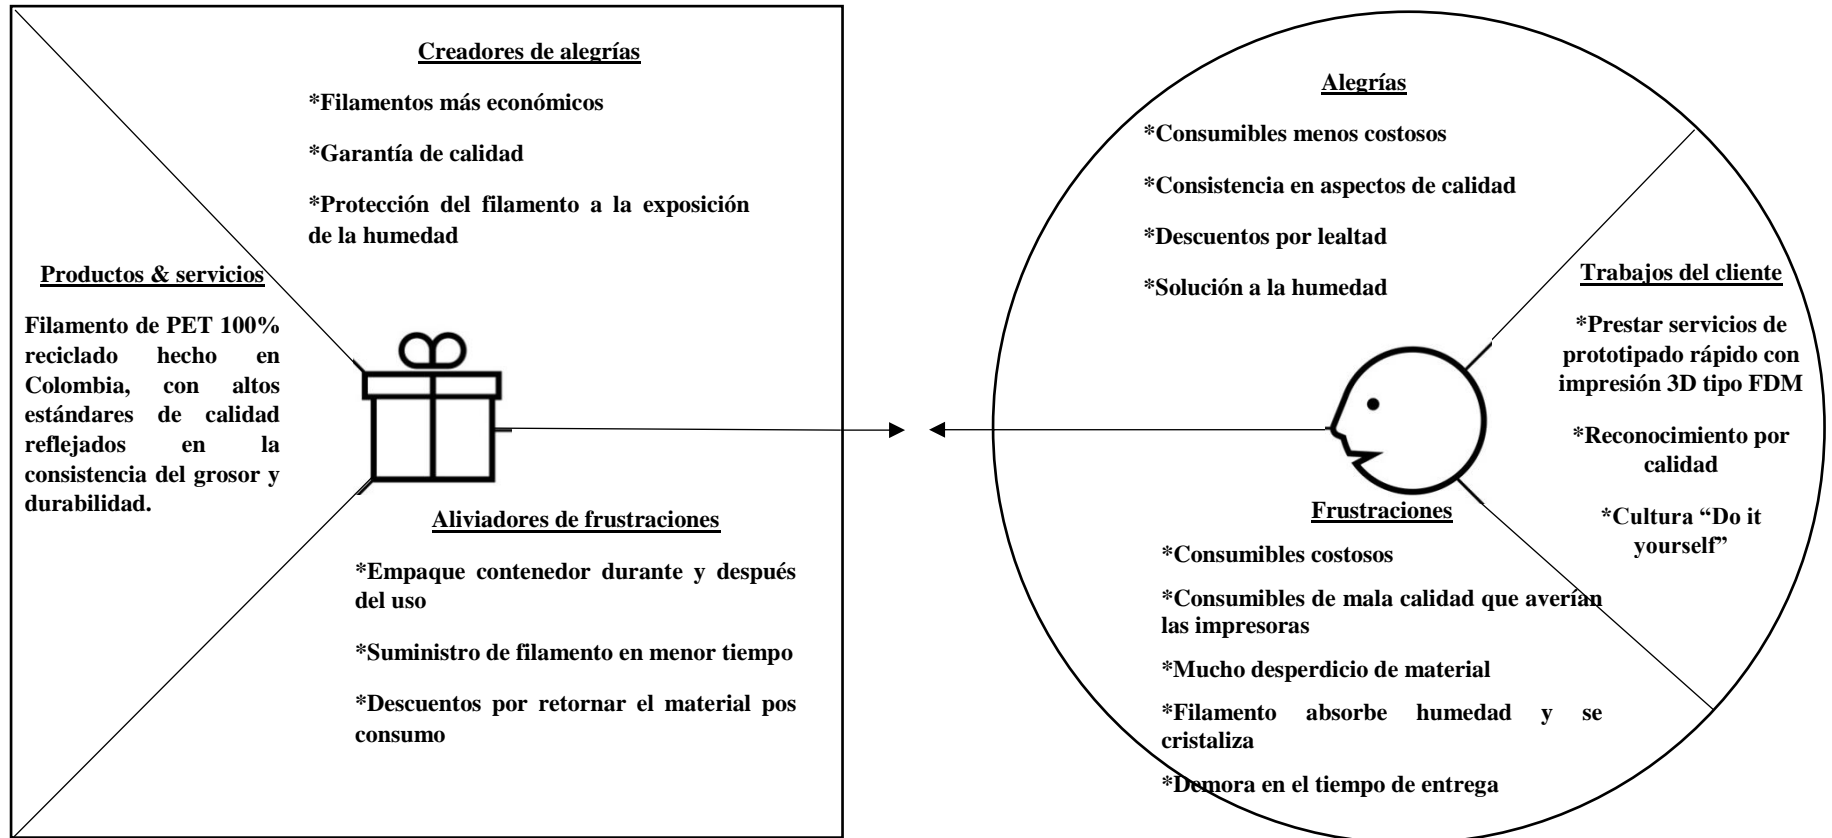 Creadores de alegrías
*Filamentos más económicos
*Garantía de calidad
*Protección del filamento a la exposición
de la humedad
Productos & servicios
Filamento de PET 100%
reciclado hecho en
Colombia, con altos
estándares de calidad
reflejados en la
consistencia del grosor y
durabilidad.
Aliviadores de frustraciones
*Empaque contenedor durante y después
del uso
*Suministro de filamento en menor tiempo
*Descuentos por retornar el material pos
consumo
Alegrías
*Consumibles menos costosos
*Consistencia en aspectos de calidad
*Descuentos por lealtad
*Solución a la humedad
Trabajos del cliente
*Prestar servicios de
prototipado rápido con
impresión 3D tipo FDM
*Reconocimiento por
calidad
*Cultura “Do it
yourself”
Frustraciones
*Consumibles costosos
*Consumibles de mala calidad que averían
las impresoras
*Mucho desperdicio de material
*Filamento absorbe humedad y se
cristaliza
*Demora en el tiempo de entrega